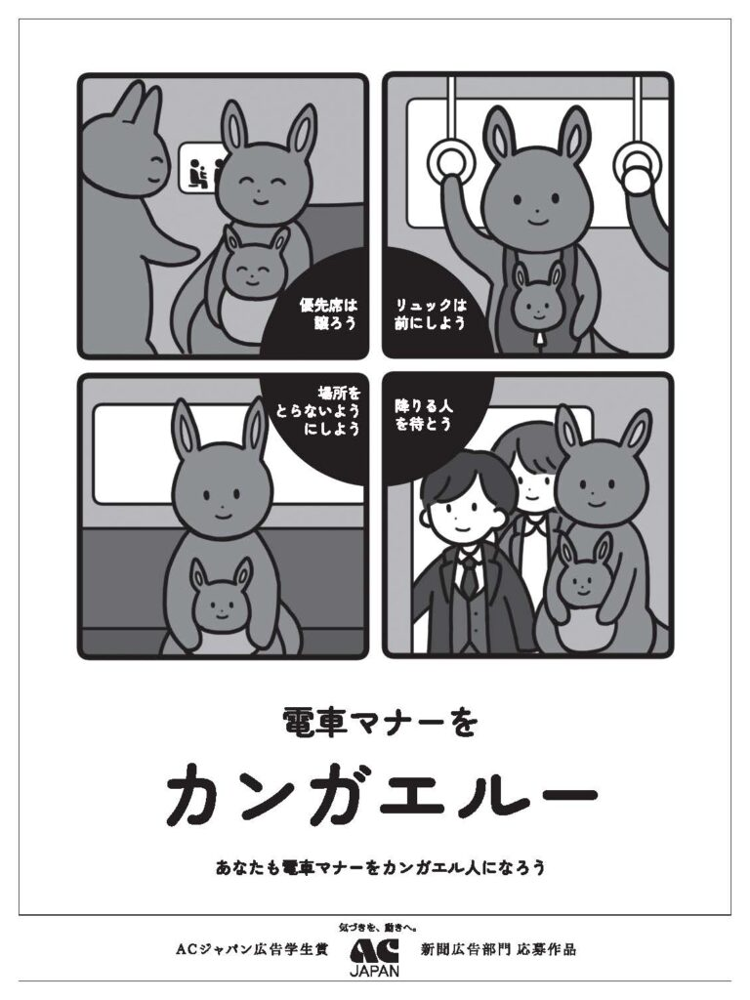 優先席は
譲ろう
リュックは
前にしよう
場所を
とらないよう
にしよう
降りる人
を待とう
電車マナーを
カンガエルー
あなたも電車マナーをカンガエル人になろう
気づきを、動きへ。
ACジャパン広告学生賞
AC
JAPAN
新聞広告部門 応募作品